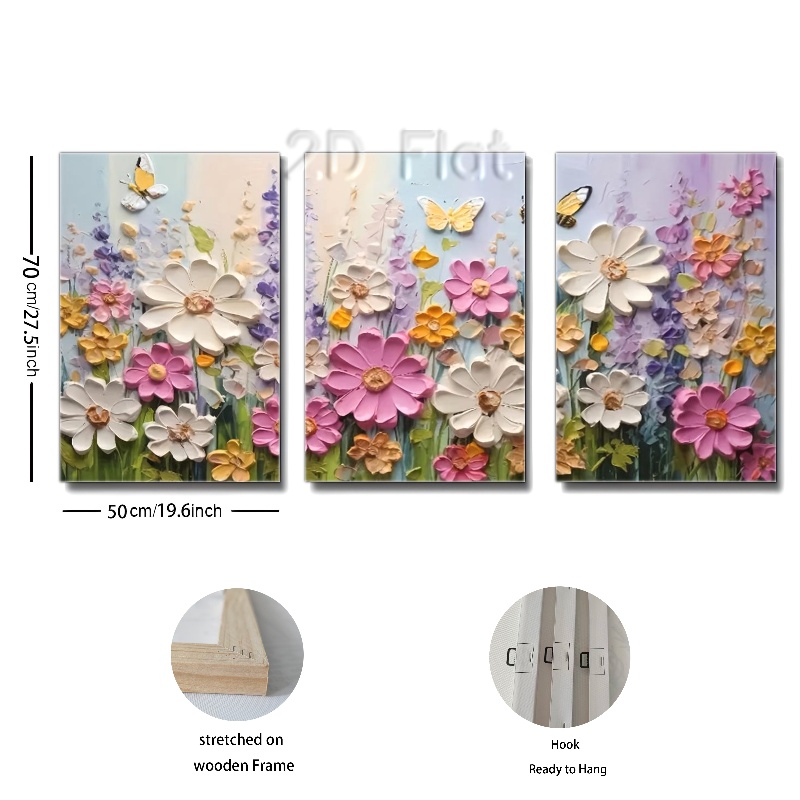 2D Flat
70 cm/27.5inch
50 cm/19.6inch
stretched on
wooden Frame
Hook
Ready to Hang